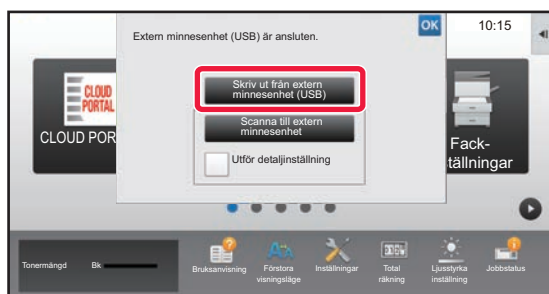 Extern minnesenhet (USB) är ansluten.
OK
10:15
Skriv ut från extern
minnesenhet (USB)
Scanna till extern
minnesenhet
Utför detaljinställning
CLOUD
PORTAL
CLOUD POR
Fack-
tällningar
Tonermängd
Bk
Bruksanvisning
Förstora
visningsläge
Inställningar
Total
räkning
Ljusstyrka
inställning
Jobbstatus